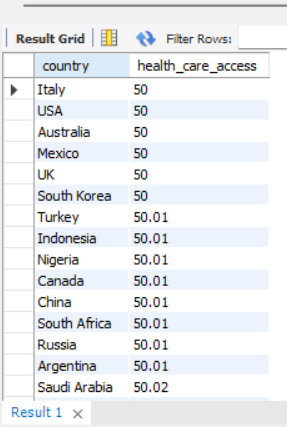 Result Grid Filter Rows:
country health_care_access
Italy 50
USA 50
Australia 50
Mexico 50
UK 50
South Korea 50
Turkey 50.01
Indonesia 50.01
Nigeria 50.01
Canada 50.01
China 50.01
South Africa 50.01
Russia 50.01
Argentina 50.01
Saudi Arabia 50.02
Result 1 ×